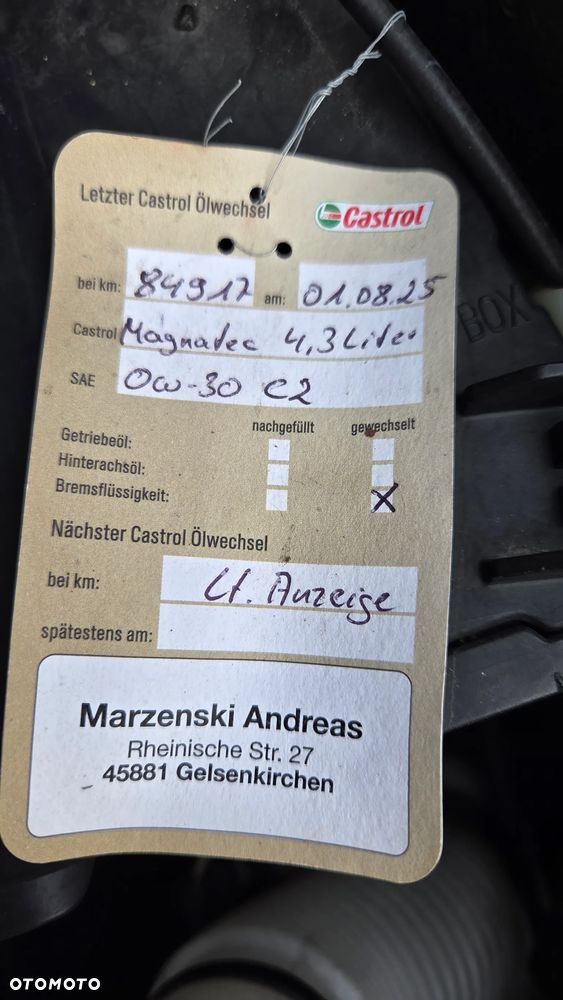 Letzter Castrol Ölwechsel
Castrol
bei km: 84917 am: 01.08.25
BOX
Castrol Magnatec 4,3 Liter
SAE 0w-30 C2
nachgefüllt gewechselt
Getriebeöl:
Hinterachsöl:
Bremsflüssigkeit: X
Nächster Castrol Ölwechsel
bei km: Lt. Anzeige
spätestens am:
Marzenski Andreas
Rheinische Str. 27
45881 Gelsenkirchen
OTOMOTO